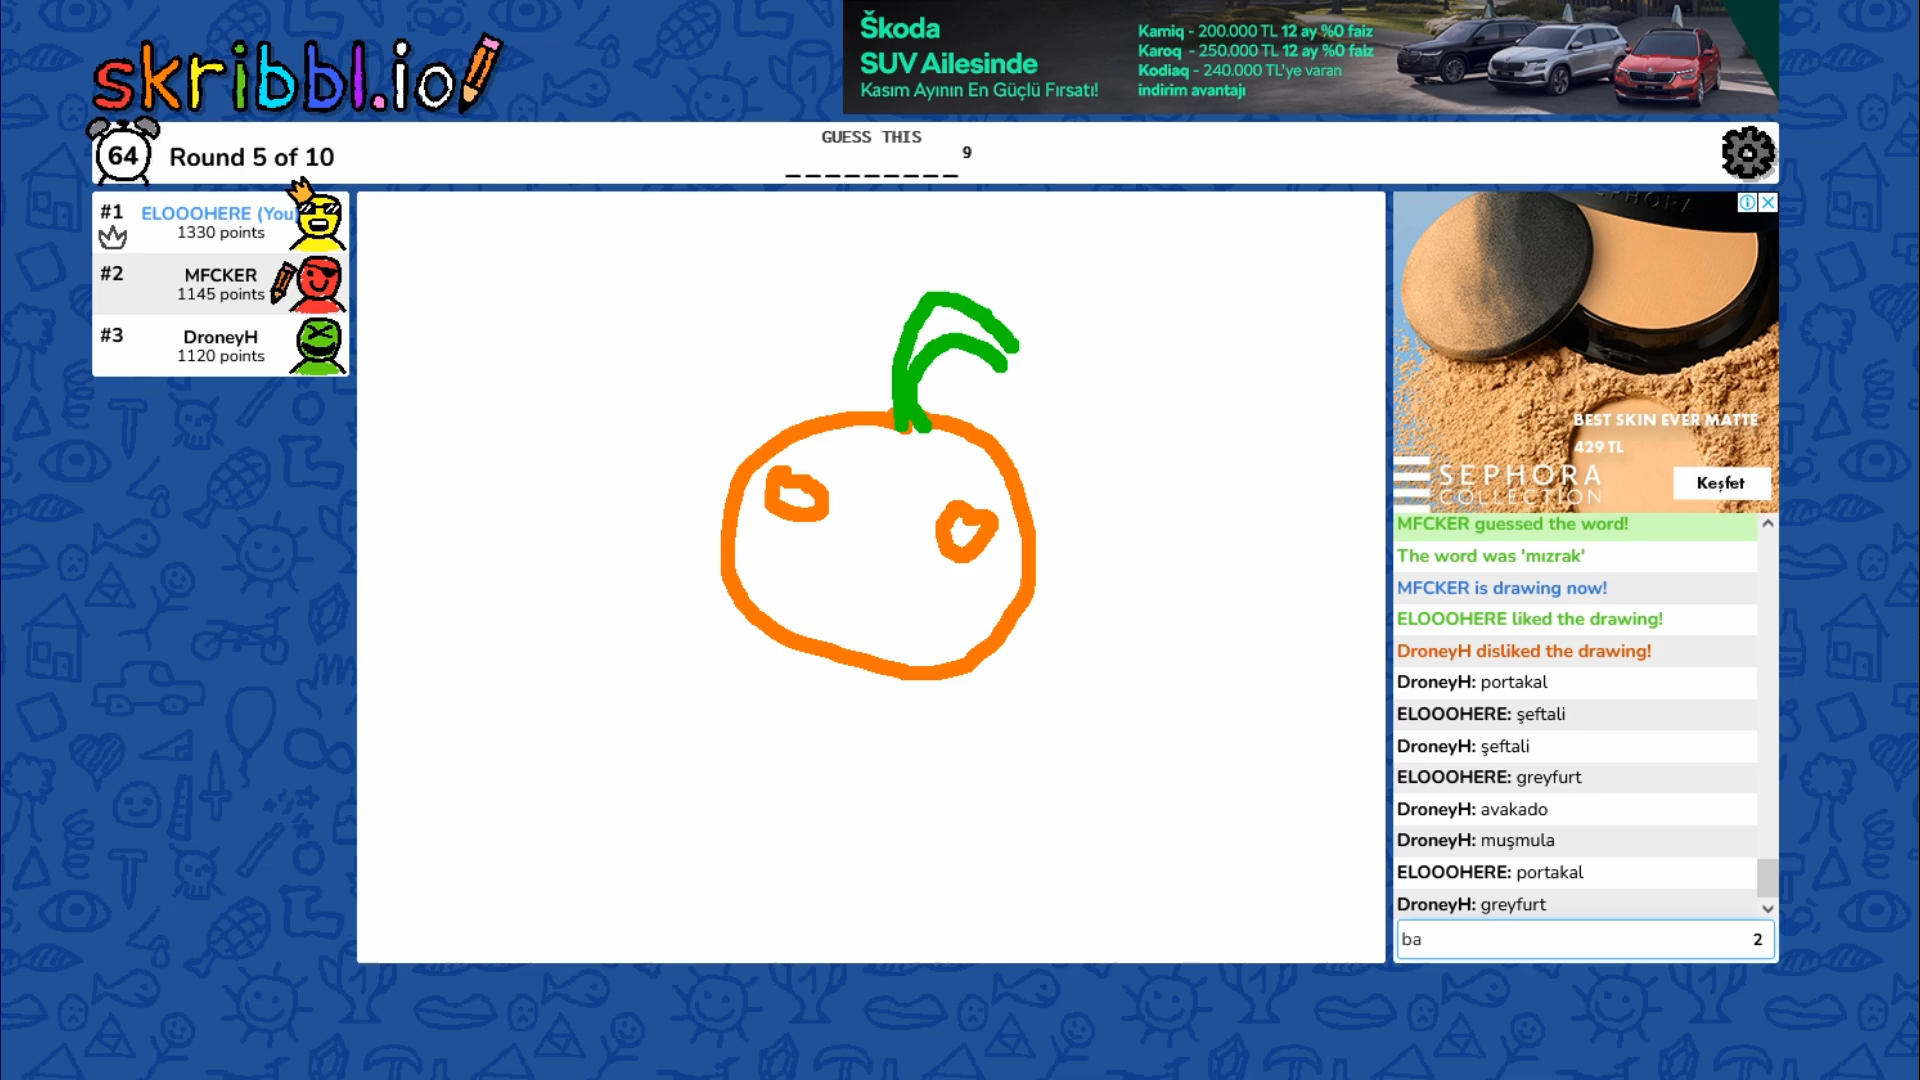 skribbl.io
Škoda
SUV Ailesinde
Kasım Ayının En Güçlü Fırsatı!
Kamiq - 200.000 TL 12 ay %0 faiz
Karoq - 250.000 TL 12 ay %0 faiz
Kodiaq - 240.000 TL'ye varan
indirim avantajı
64
Round 5 of 10
GUESS THIS
_________ 9
#1
ELOOOHERE (You)
1330 points
#2
MFCKER
1145 points
#3
DroneyH
1120 points
SEPHORA
BEST SKIN EVER MATTE
429 TL
SEPHORA
COLLECTION
Keşfet
MFCKER guessed the word!
The word was 'mızrak'
MFCKER is drawing now!
ELOOOHERE liked the drawing!
DroneyH disliked the drawing!
DroneyH: portakal
ELOOOHERE: şeftali
DroneyH: şeftali
ELOOOHERE: greyfurt
DroneyH: avakado
DroneyH: muşmula
ELOOOHERE: portakal
DroneyH: greyfurt
ba 2